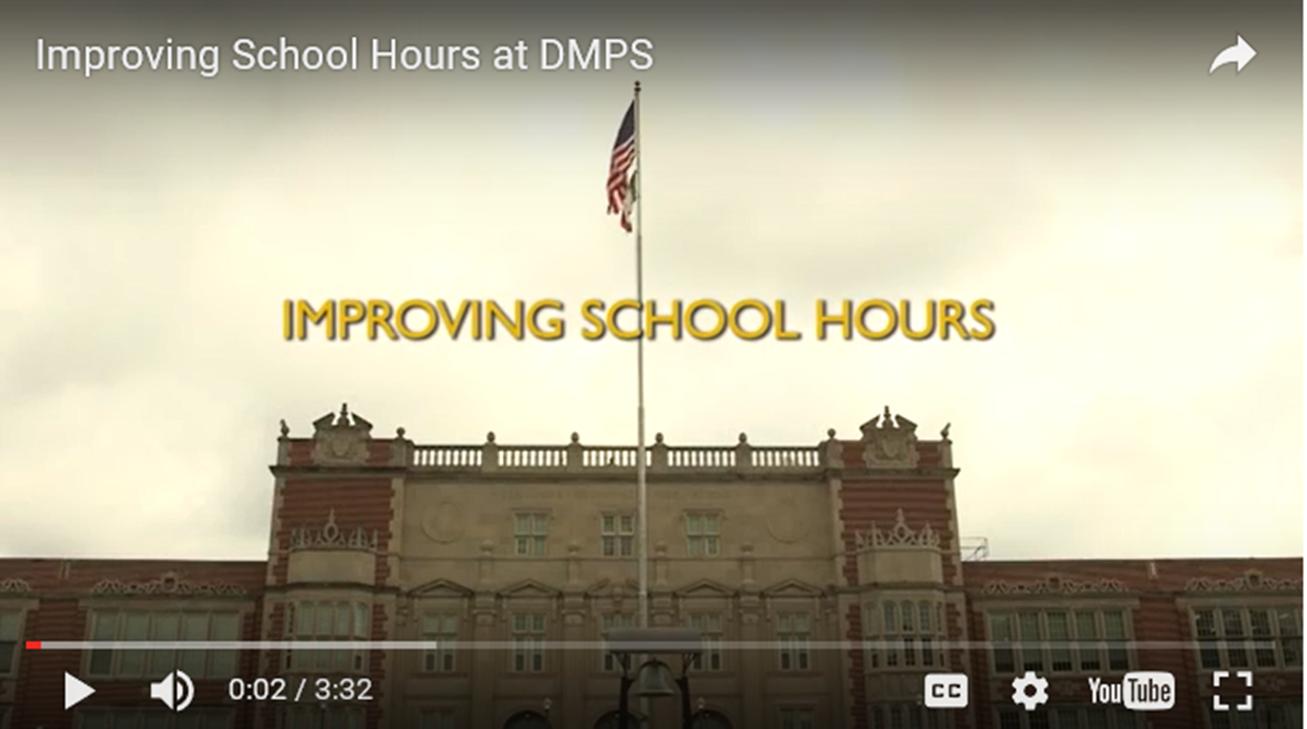 Improving School Hours at DMPS
IMPROVING SCHOOL HOURS
0:02 / 3:32
CC
YouTube